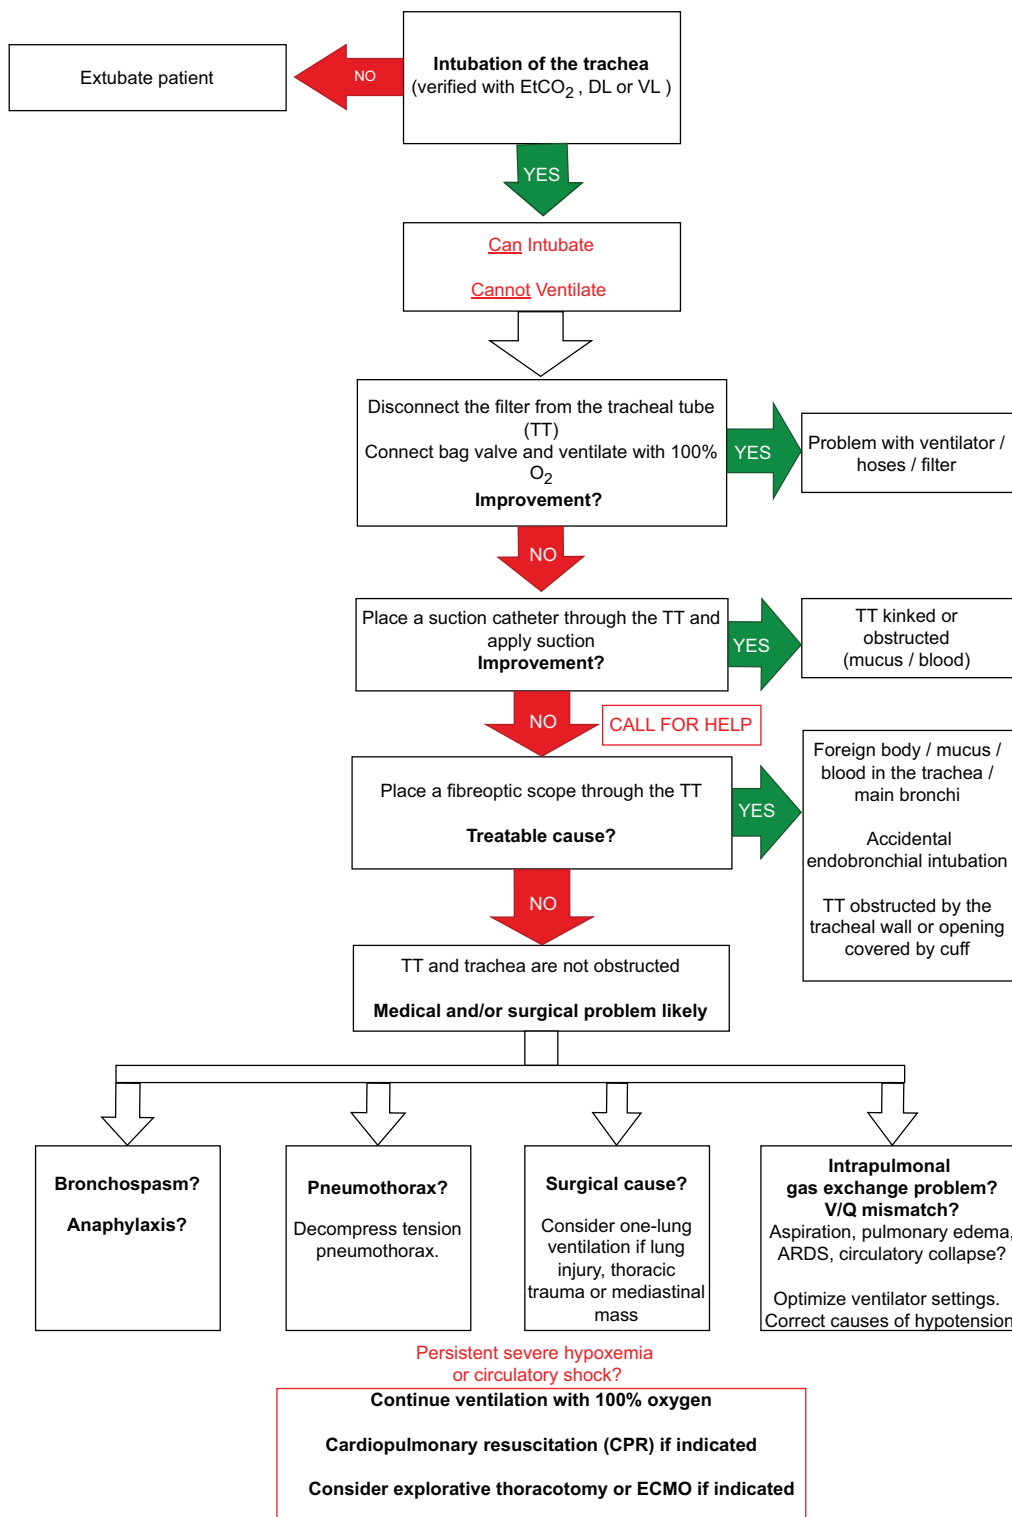 Extubate patient
NO
Intubation of the trachea
(verified with EtCO2 , DL or VL )
YES
Can Intubate
Cannot Ventilate
Disconnect the filter from the tracheal tube
(TT)
Connect bag valve and ventilate with 100%
O2
Improvement?
YES
Problem with ventilator /
hoses / filter
NO
Place a suction catheter through the TT and
apply suction
Improvement?
YES
TT kinked or
obstructed
(mucus / blood)
NO
CALL FOR HELP
Place a fibreoptic scope through the TT
Treatable cause?
YES
Foreign body / mucus /
blood in the trachea /
main bronchi
Accidental
endobronchial intubation
TT obstructed by the
tracheal wall or opening
covered by cuff
NO
TT and trachea are not obstructed
Medical and/or surgical problem likely
Bronchospasm?
Anaphylaxis?
Pneumothorax?
Decompress tension
pneumothorax.
Surgical cause?
Consider one-lung
ventilation if lung
injury, thoracic
trauma or mediastinal
mass
Intrapulmonal
gas exchange problem?
V/Q mismatch?
Aspiration, pulmonary edema,
ARDS, circulatory collapse?
Optimize ventilator settings.
Correct causes of hypotension
Persistent severe hypoxemia
or circulatory shock?
Continue ventilation with 100% oxygen
Cardiopulmonary resuscitation (CPR) if indicated
Consider explorative thoracotomy or ECMO if indicated